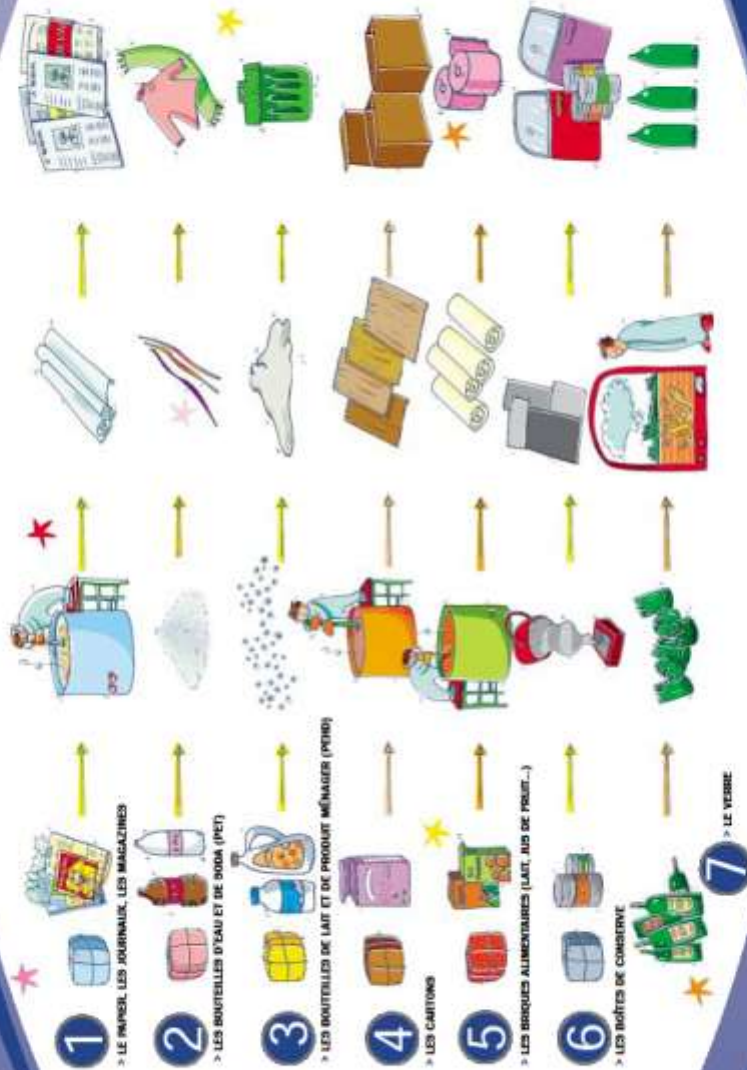 1
> LE PAPIER, LES JOURNAUX, LES MAGAZINES
2
> LES BOUTEILLES D'EAU ET DE SODA (PET)
3
> LES BOUTEILLES DE LAIT ET DE PRODUIT MÉNAGER (PEHD)
4
> LES CARTONS
5
> LES BRIQUES ALIMENTAIRES (LAIT, JUS DE FRUIT...)
6
> LES BOÎTES DE CONSERVE
7
> LE VERRE